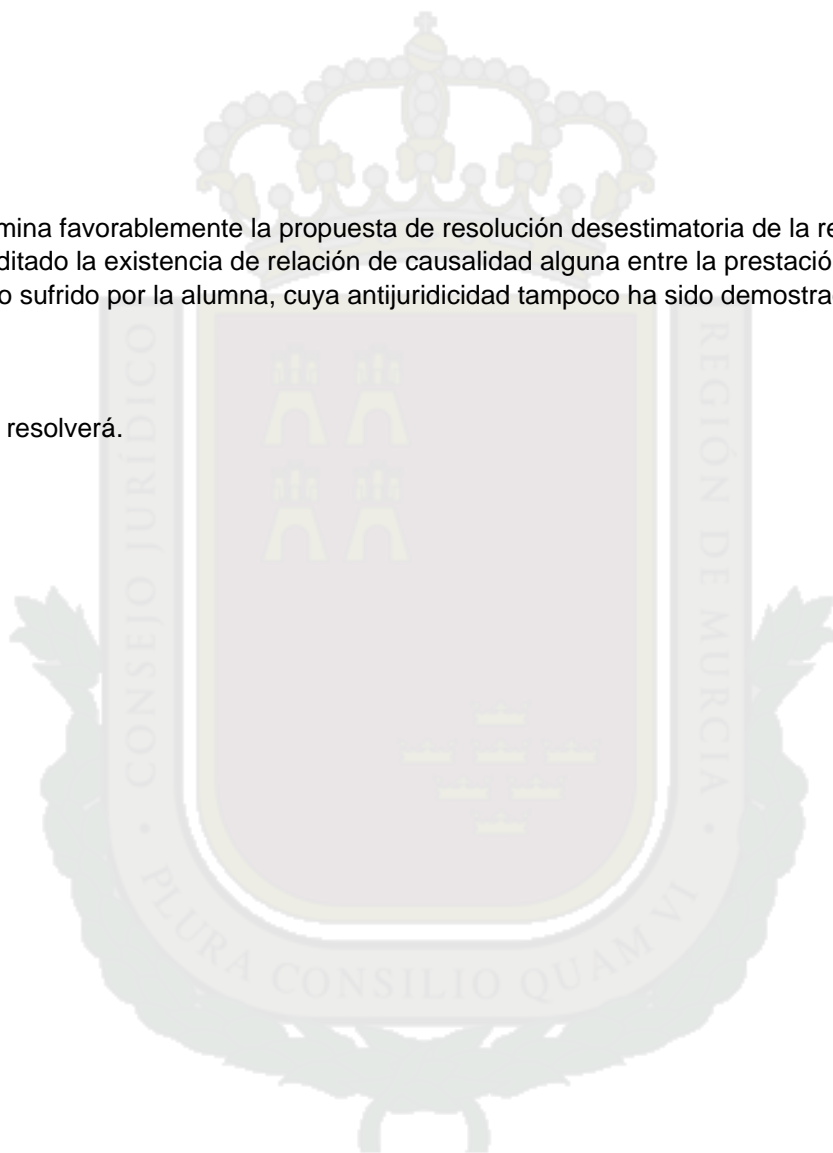 mina favorablemente la propuesta de resolución desestimatoria de la re
ditado la existencia de relación de causalidad alguna entre la prestación
o sufrido por la alumna, cuya antijuridicidad tampoco ha sido demostrad
resolverá.
CONSEJO JURÍDICO
REGIÓN DE MURCIA
PLURA CONSILIO QUAM VI